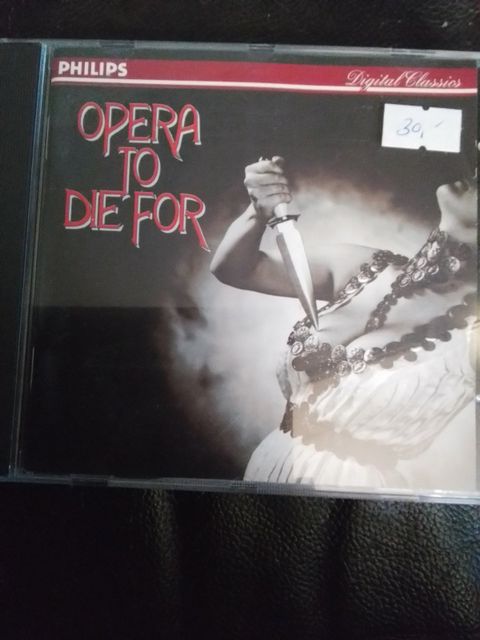 PHILIPS
Digital Classics
30,-
OPERA
TO
DIE FOR